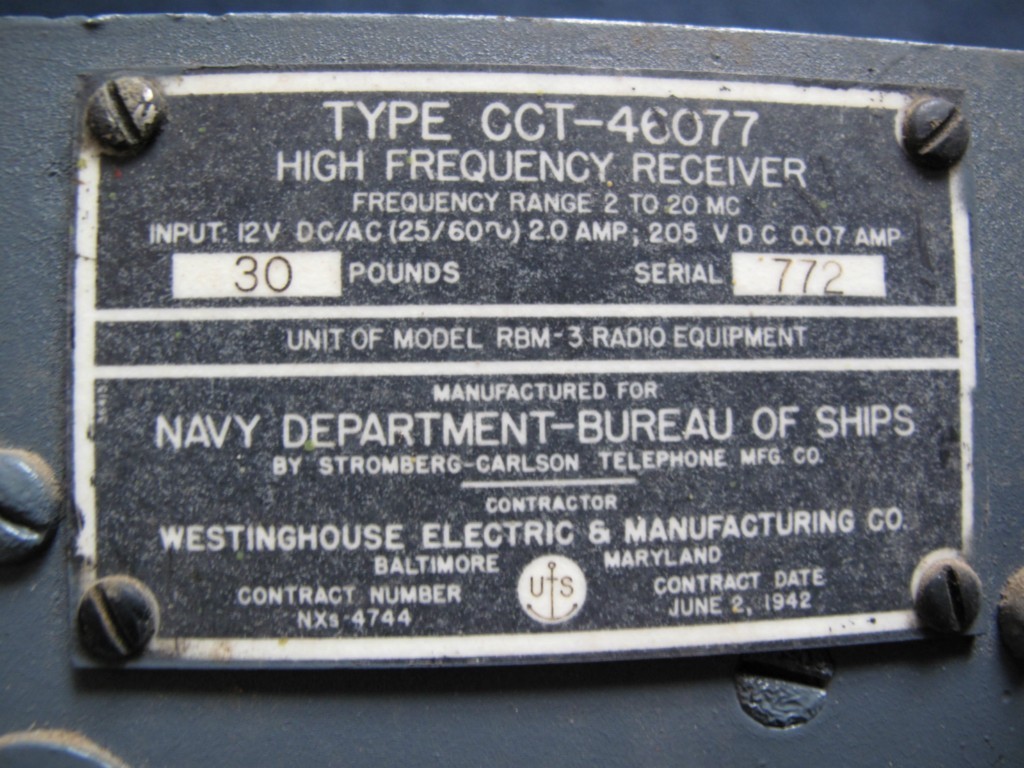 TYPE CCT-46077
HIGH FREQUENCY RECEIVER
FREQUENCY RANGE 2 TO 20 MC
INPUT: 12V DC/AC (25/60∿) 2.0 AMP; 205 V D C 0.07 AMP
30 POUNDS SERIAL 772
UNIT OF MODEL RBM-3 RADIO EQUIPMENT
MANUFACTURED FOR
NAVY DEPARTMENT-BUREAU OF SHIPS
BY STROMBERG-CARLSON TELEPHONE MFG. CO.
CONTRACTOR
WESTINGHOUSE ELECTRIC & MANUFACTURING CO.
BALTIMORE MARYLAND
CONTRACT NUMBER
NXs-4744
US
CONTRACT DATE
JUNE 2, 1942